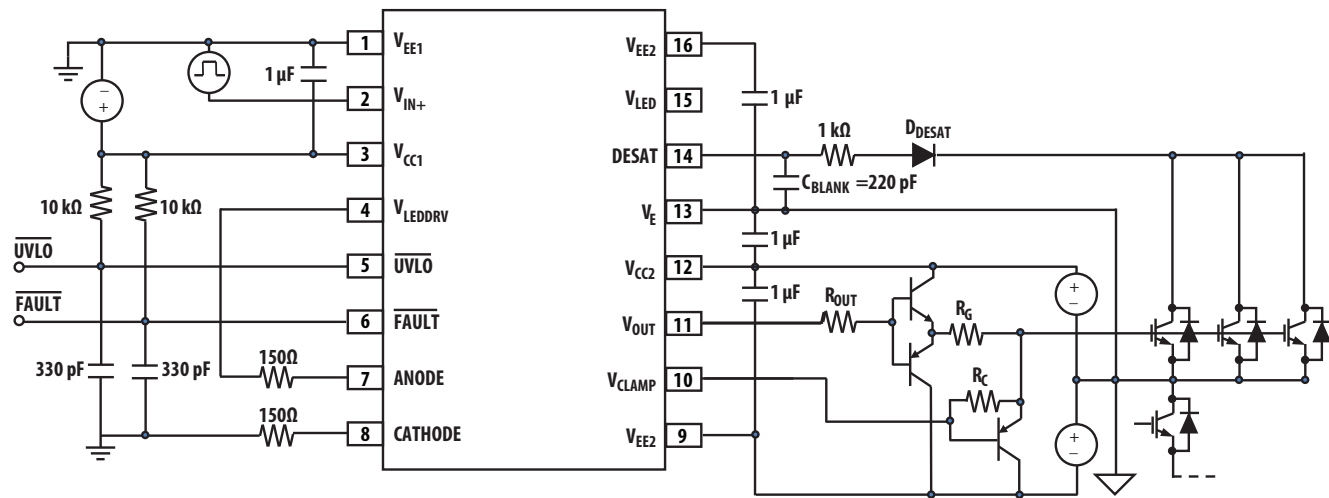 1 V_EE1
2 V_IN+
3 V_CC1
4 V_LEDDRV
5 UVLO
6 FAULT
7 ANODE
8 CATHODE
V_EE2 16
V_LED 15
DESAT 14
V_E 13
V_CC2 12
V_OUT 11
V_CLAMP 10
V_EE2 9
1 µF
−
+
10 kΩ
10 kΩ
UVLO
FAULT
330 pF
330 pF
150Ω
150Ω
1 µF
1 kΩ
D_DESAT
C_BLANK =220 pF
1 µF
1 µF
R_OUT
R_G
R_C
+
−
+
−